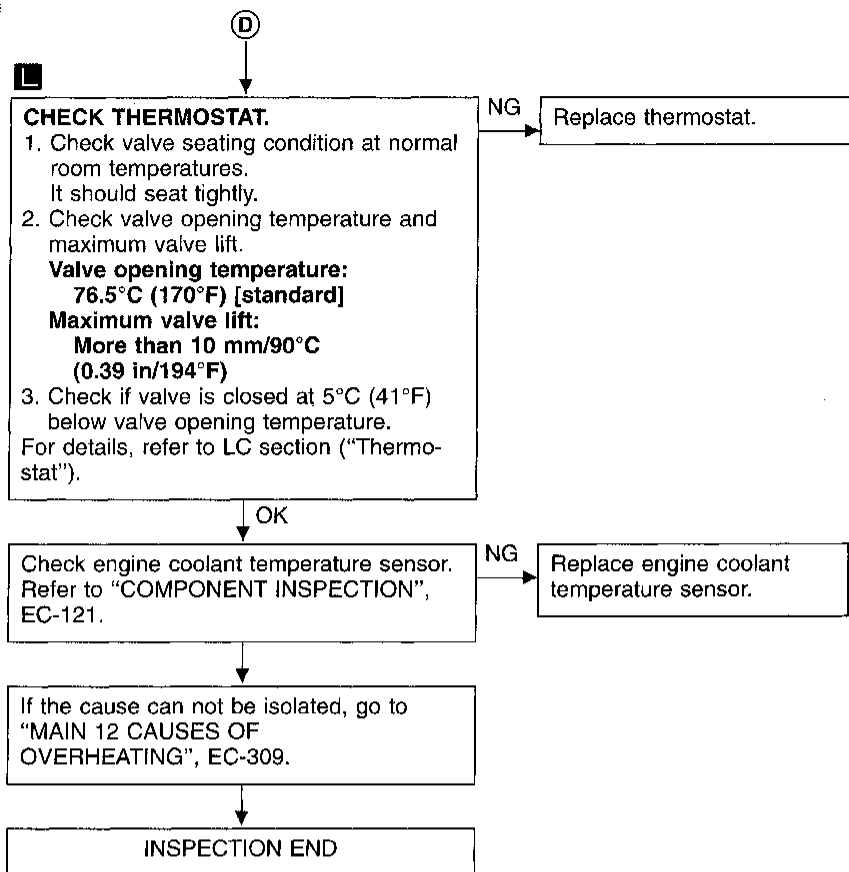 D
L
CHECK THERMOSTAT.
1. Check valve seating condition at normal
room temperatures.
It should seat tightly.
2. Check valve opening temperature and
maximum valve lift.
Valve opening temperature:
76.5°C (170°F) [standard]
Maximum valve lift:
More than 10 mm/90°C
(0.39 in/194°F)
3. Check if valve is closed at 5°C (41°F)
below valve opening temperature.
For details, refer to LC section (“Thermo-
stat”).
NG
Replace thermostat.
OK
Check engine coolant temperature sensor.
Refer to “COMPONENT INSPECTION”,
EC-121.
NG
Replace engine coolant
temperature sensor.
If the cause can not be isolated, go to
“MAIN 12 CAUSES OF
OVERHEATING”, EC-309.
INSPECTION END